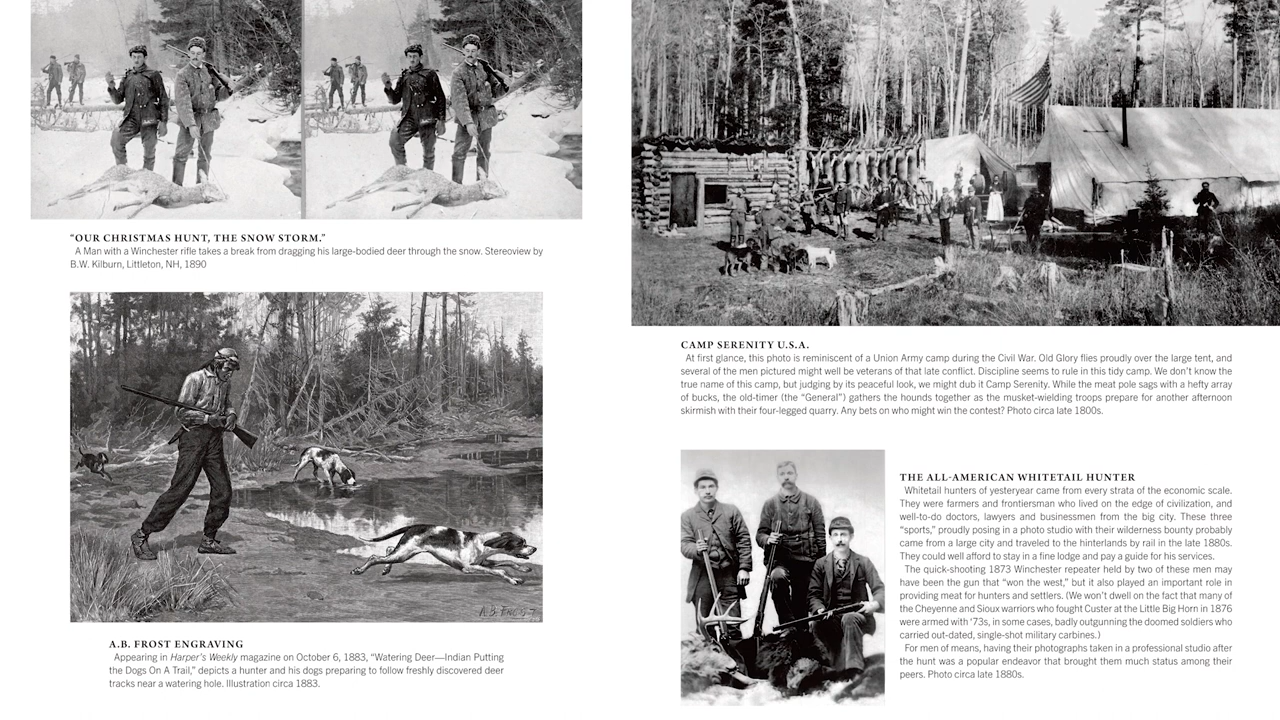 "OUR CHRISTMAS HUNT, THE SNOW STORM."
A Man with a Winchester rifle takes a break from dragging his large-bodied deer through the snow. Stereoview by
B.W. Kilburn, Littleton, NH, 1890
A.B. FROST ENGRAVING
Appearing in Harper's Weekly magazine on October 6, 1883, "Watering Deer—Indian Putting
the Dogs On A Trail," depicts a hunter and his dogs preparing to follow freshly discovered deer
tracks near a watering hole. Illustration circa 1883.
CAMP SERENITY U.S.A.
At first glance, this photo is reminiscent of a Union Army camp during the Civil War. Old Glory flies proudly over the large tent, and
several of the men pictured might well be veterans of that late conflict. Discipline seems to rule in this tidy camp. We don't know the
true name of this camp, but judging by its peaceful look, we might dub it Camp Serenity. While the meat pole sags with a hefty array
of bucks, the old-timer (the "General") gathers the hounds together as the musket-wielding troops prepare for another afternoon
skirmish with their four-legged quarry. Any bets on who might win the contest? Photo circa late 1800s.
THE ALL-AMERICAN WHITETAIL HUNTER
Whitetail hunters of yesteryear came from every strata of the economic scale.
They were farmers and frontiersman who lived on the edge of civilization, and
well-to-do doctors, lawyers and businessmen from the big city. These three
"sports," proudly posing in a photo studio with their wilderness bounty probably
came from a large city and traveled to the hinterlands by rail in the late 1880s.
They could well afford to stay in a fine lodge and pay a guide for his services.
The quick-shooting 1873 Winchester repeater held by two of these men may
have been the gun that "won the west," but it also played an important role in
providing meat for hunters and settlers. (We won't dwell on the fact that many of
the Cheyenne and Sioux warriors who fought Custer at the Little Big Horn in 1876
were armed with '73s, in some cases, badly outgunning the doomed soldiers who
carried out-dated, single-shot military carbines.)
For men of means, having their photographs taken in a professional studio after
the hunt was a popular endeavor that brought them much status among their
peers. Photo circa late 1880s.